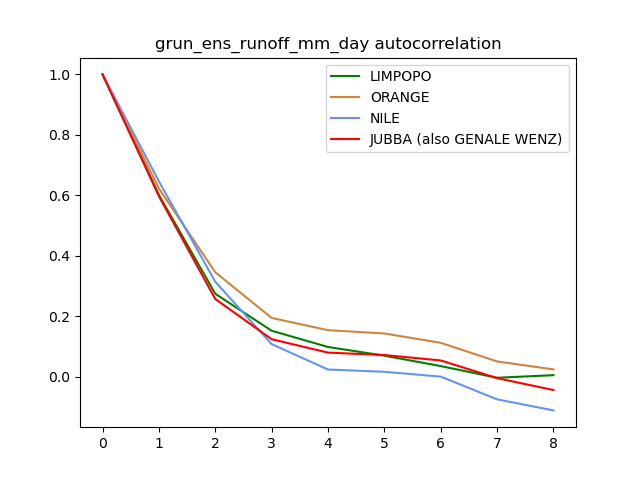 grun_ens_runoff_mm_day autocorrelation
LIMPOPO
ORANGE
NILE
JUBBA (also GENALE WENZ)
1.0
0.8
0.6
0.4
0.2
0.0
0 1 2 3 4 5 6 7 8